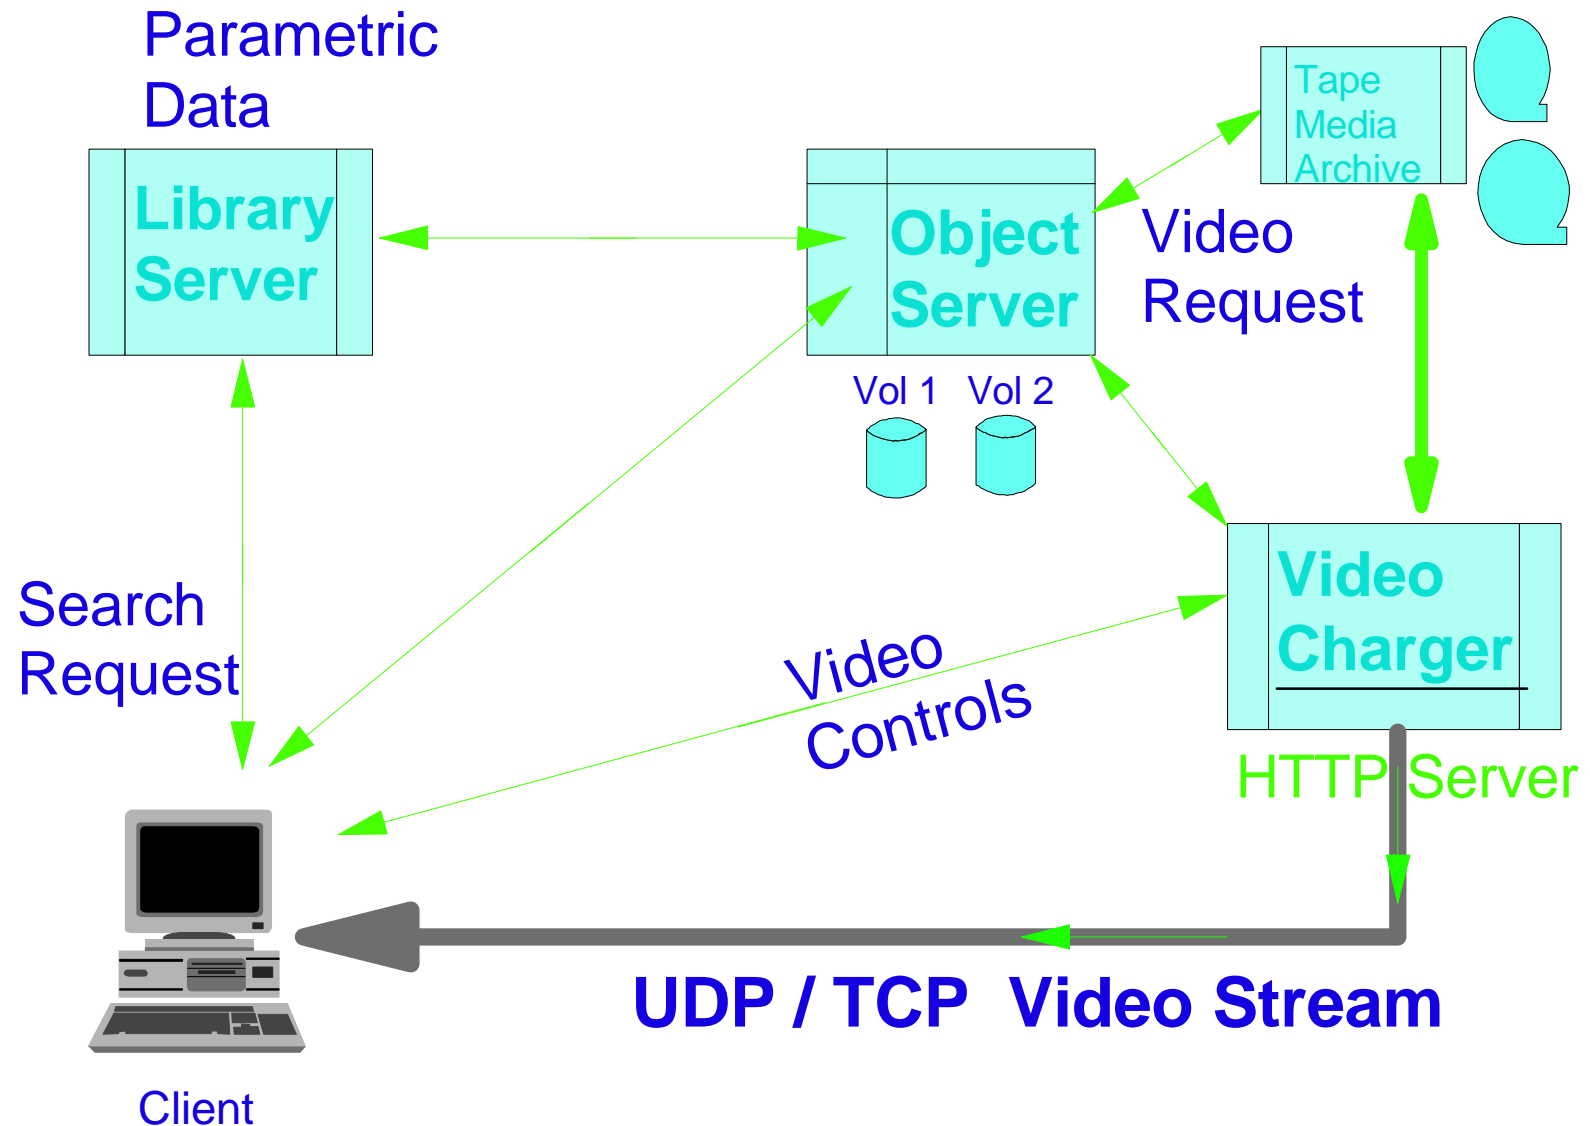 Parametric
Data
Library
Server
Object
Server
Tape
Media
Archive
Video
Request
Vol 1
Vol 2
Search
Request
Video
Controls
Video
Charger
HTTP Server
UDP / TCP Video Stream
Client